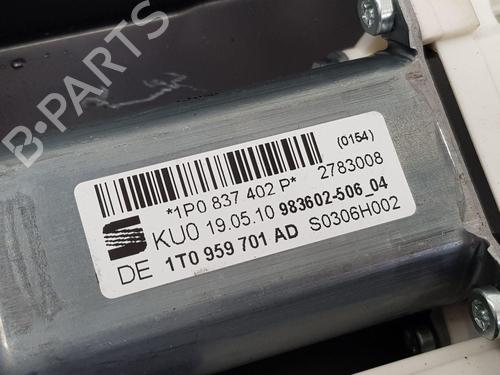 B-PARTS
(0154)
*1P0 837 402 P* 2783008
KU0 19.05.10 983602-506_04
DE 1T0 959 701 AD S0306H002